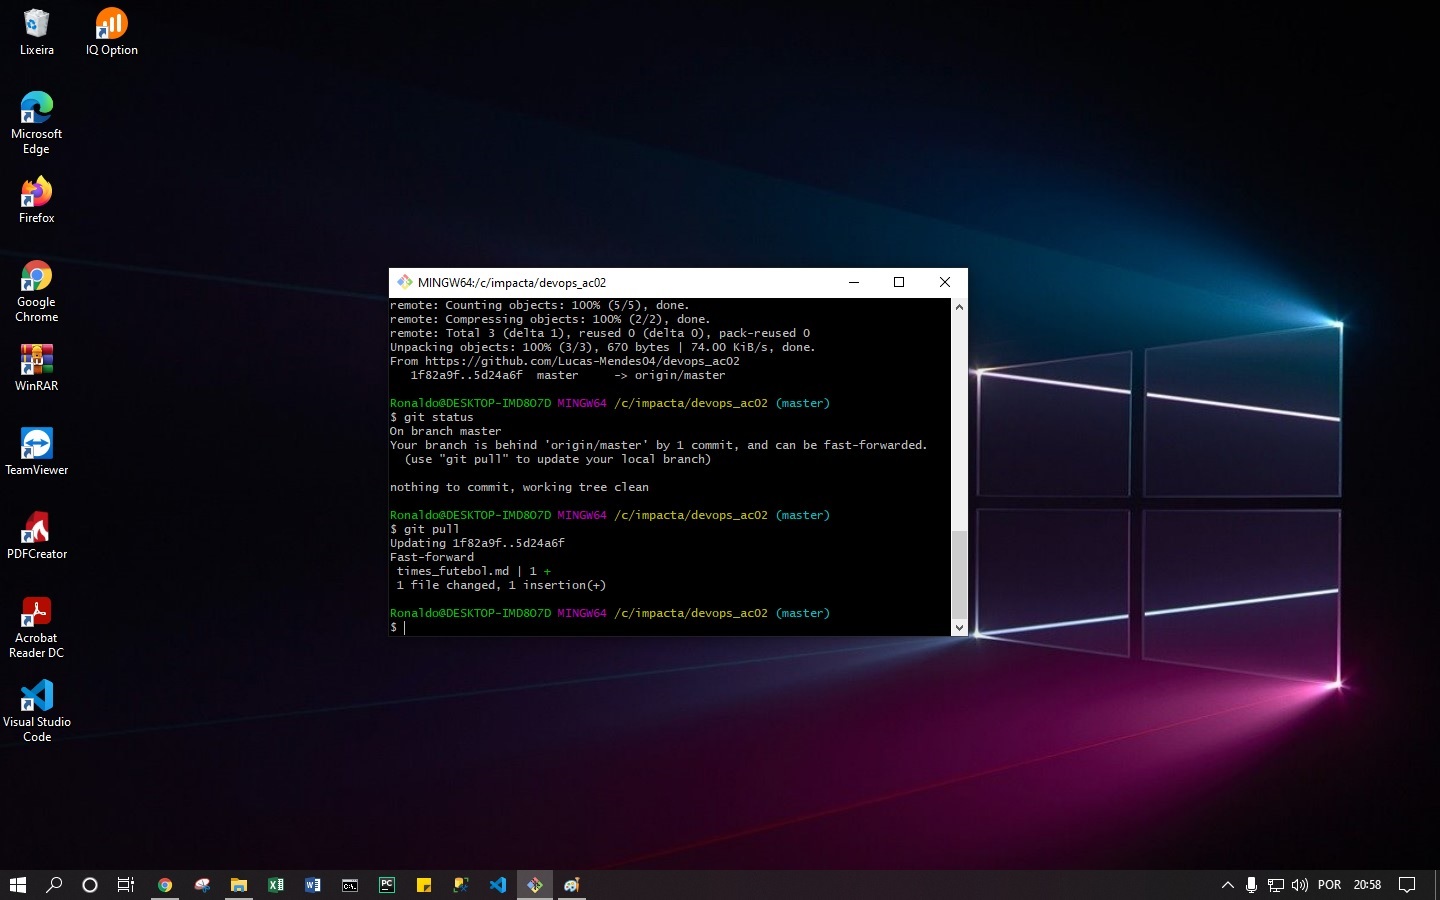 Lixeira
IQ Option
Microsoft
Edge
Firefox
Google
Chrome
WinRAR
TeamViewer
PDFCreator
Acrobat
Reader DC
Visual Studio
Code
MINGW64:/c/impacta/devops_ac02
remote: Counting objects: 100% (5/5), done.
remote: Compressing objects: 100% (2/2), done.
remote: Total 3 (delta 1), reused 0 (delta 0), pack-reused 0
Unpacking objects: 100% (3/3), 670 bytes | 74.00 KiB/s, done.
From https://github.com/Lucas-Mendes04/devops_ac02
   1f82a9f..5d24a6f  master     -> origin/master
Ronaldo@DESKTOP-IMD8O7D MINGW64 /c/impacta/devops_ac02 (master)
$ git status
On branch master
Your branch is behind 'origin/master' by 1 commit, and can be fast-forwarded.
  (use "git pull" to update your local branch)
nothing to commit, working tree clean
Ronaldo@DESKTOP-IMD8O7D MINGW64 /c/impacta/devops_ac02 (master)
$ git pull
Updating 1f82a9f..5d24a6f
Fast-forward
 times_futebol.md | 1 +
 1 file changed, 1 insertion(+)
Ronaldo@DESKTOP-IMD8O7D MINGW64 /c/impacta/devops_ac02 (master)
$
POR
20:58